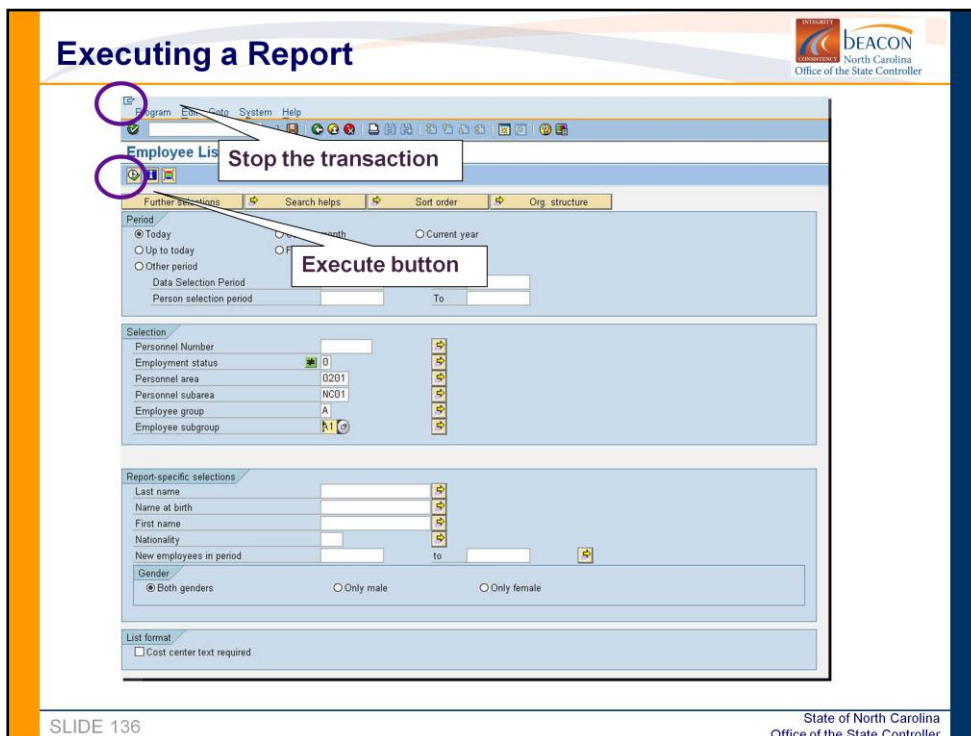 Executing a Report
INTEGRITY
CONSISTENCY
BEACON
North Carolina
Office of the State Controller
Program Edit Goto System Help
Stop the transaction
Employee Lis
Further selections Search helps Sort order Org. structure
Period
Today month Current year
Up to today
Other period
Execute button
Data Selection Period
Person selection period To
Selection
Personnel Number
Employment status 0
Personnel area 0201
Personnel subarea NC01
Employee group A
Employee subgroup A1
Report-specific selections
Last name
Name at birth
First name
Nationality
New employees in period to
Gender
Both genders Only male Only female
List format
Cost center text required
SLIDE 136
State of North Carolina
Office of the State Controller